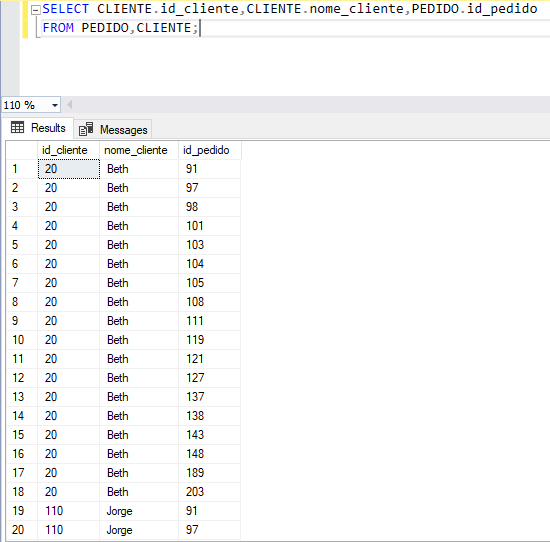 SELECT CLIENTE.id_cliente,CLIENTE.nome_cliente,PEDIDO.id_pedido
FROM PEDIDO,CLIENTE;
110 %
Results Messages
id_cliente nome_cliente id_pedido
1 20 Beth 91
2 20 Beth 97
3 20 Beth 98
4 20 Beth 101
5 20 Beth 103
6 20 Beth 104
7 20 Beth 105
8 20 Beth 108
9 20 Beth 111
10 20 Beth 119
11 20 Beth 121
12 20 Beth 127
13 20 Beth 137
14 20 Beth 138
15 20 Beth 143
16 20 Beth 148
17 20 Beth 189
18 20 Beth 203
19 110 Jorge 91
20 110 Jorge 97